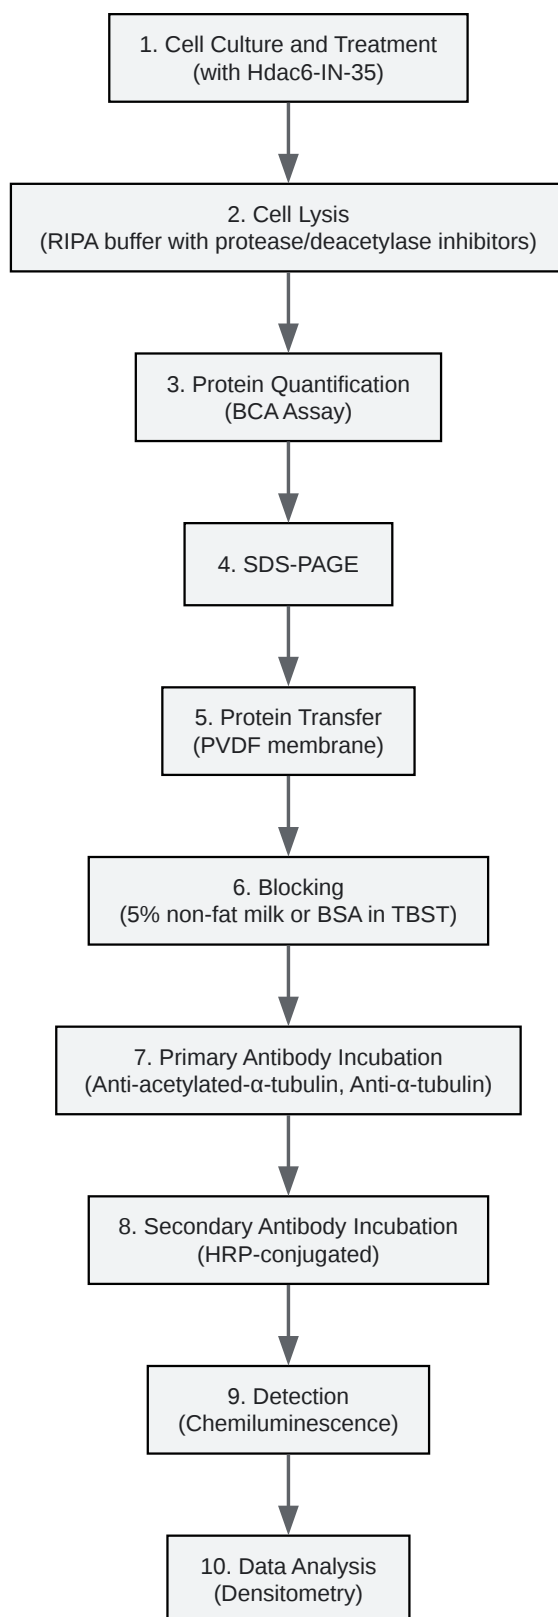 1. Cell Culture and Treatment
(with Hdac6-IN-35)
2. Cell Lysis
(RIPA buffer with protease/deacetylase inhibitors)
3. Protein Quantification
(BCA Assay)
4. SDS-PAGE
5. Protein Transfer
(PVDF membrane)
6. Blocking
(5% non-fat milk or BSA in TBST)
7. Primary Antibody Incubation
(Anti-acetylated-α-tubulin, Anti-α-tubulin)
8. Secondary Antibody Incubation
(HRP-conjugated)
9. Detection
(Chemiluminescence)
10. Data Analysis
(Densitometry)